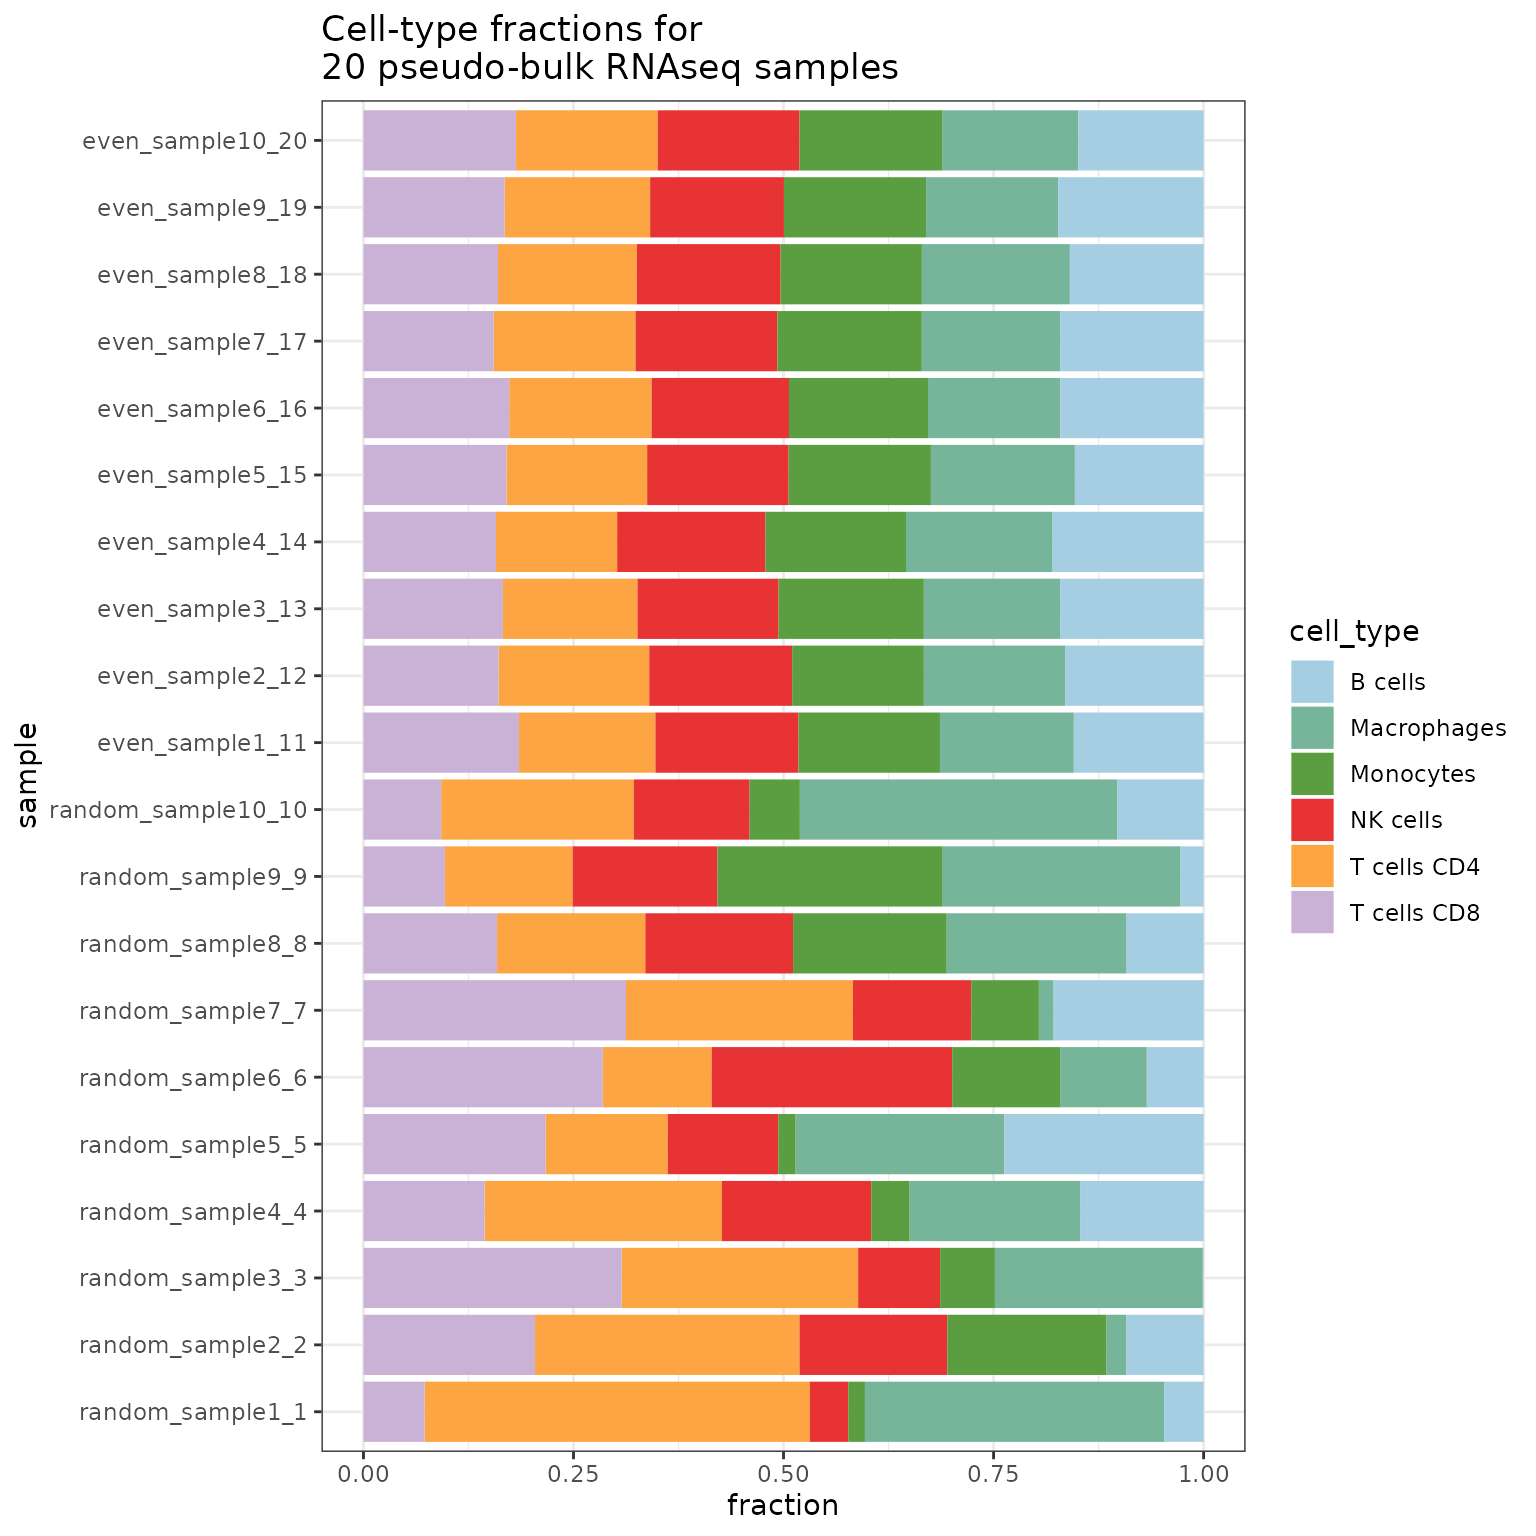 Cell-type fractions for
20 pseudo-bulk RNAseq samples
even_sample10_20
even_sample9_19
even_sample8_18
even_sample7_17
even_sample6_16
even_sample5_15
even_sample4_14
even_sample3_13
even_sample2_12
even_sample1_11
random_sample10_10
random_sample9_9
random_sample8_8
random_sample7_7
random_sample6_6
random_sample5_5
random_sample4_4
random_sample3_3
random_sample2_2
random_sample1_1
sample
0.00 0.25 0.50 0.75 1.00
fraction
cell_type
B cells
Macrophages
Monocytes
NK cells
T cells CD4
T cells CD8